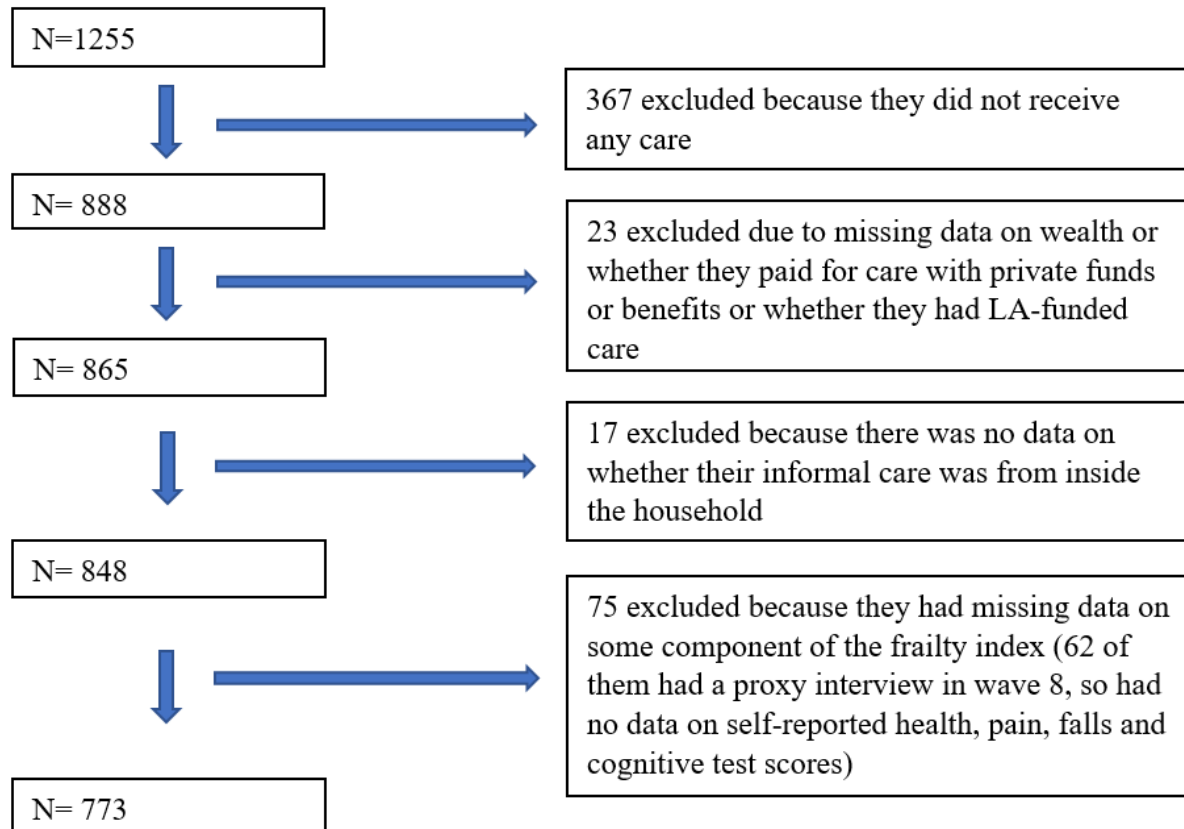 N=1255
367 excluded because they did not receive
any care
N= 888
23 excluded due to missing data on wealth or
whether they paid for care with private funds
or benefits or whether they had LA-funded
care
N= 865
17 excluded because there was no data on
whether their informal care was from inside
the household
N= 848
75 excluded because they had missing data on
some component of the frailty index (62 of
them had a proxy interview in wave 8, so had
no data on self-reported health, pain, falls and
cognitive test scores)
N= 773